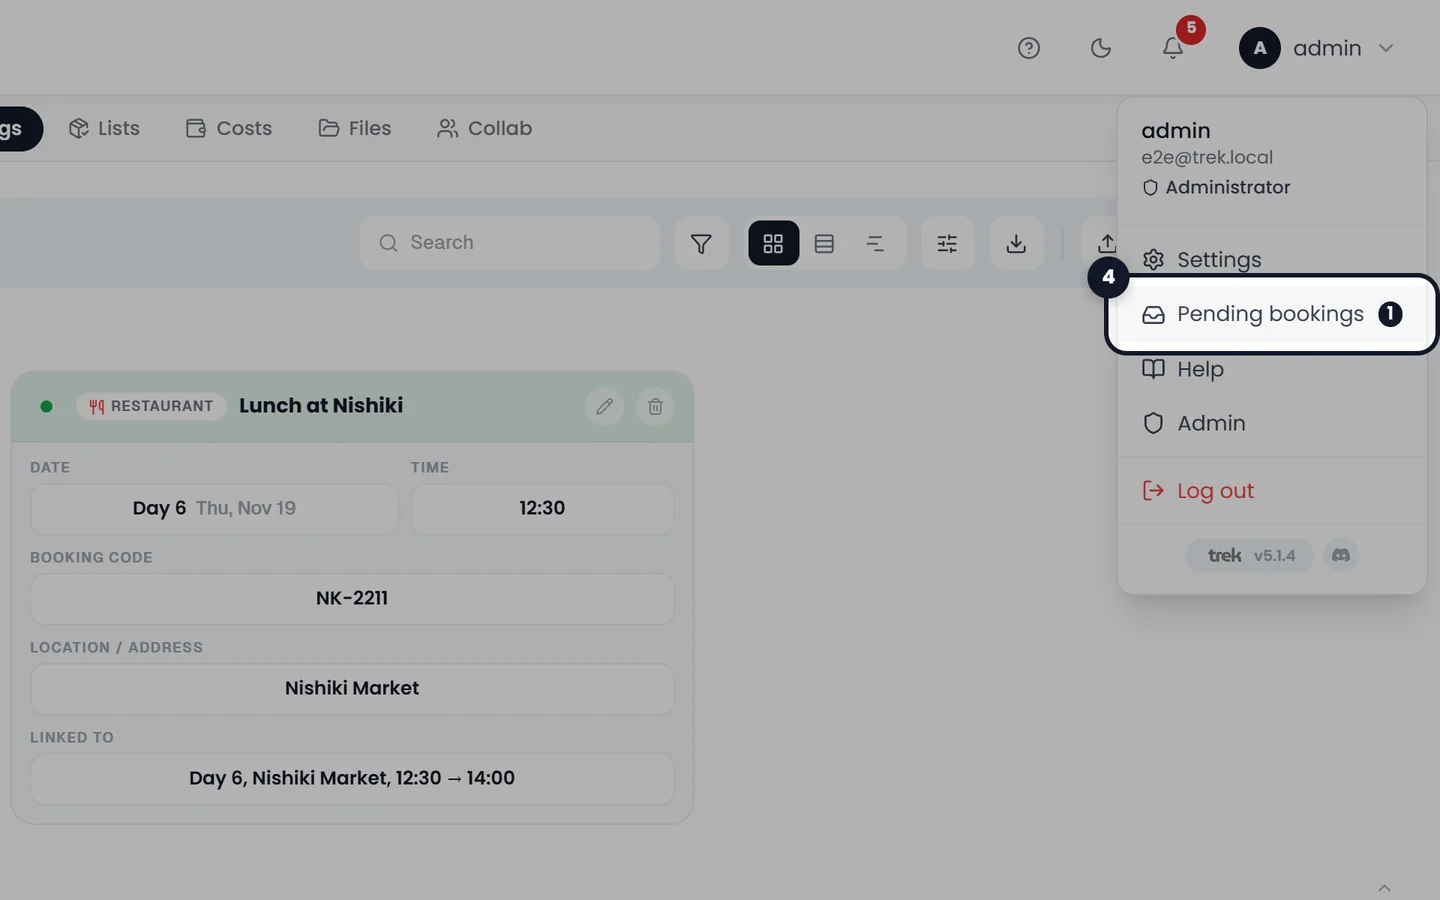 5
A admin
gs Lists Costs Files Collab
admin
e2e@trek.local
Administrator
Search
Settings
4
Pending bookings 1
Help
Admin
Log out
trek v5.1.4
RESTAURANT Lunch at Nishiki
DATE TIME
Day 6 Thu, Nov 19 12:30
BOOKING CODE
NK-2211
LOCATION / ADDRESS
Nishiki Market
LINKED TO
Day 6, Nishiki Market, 12:30 → 14:00